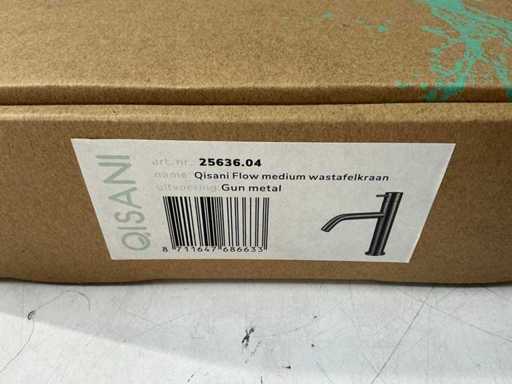 QISANI
art. nr. 25636.04
name Qisani Flow medium wastafelkraan
uitvoering Gun metal
8 711647 686633